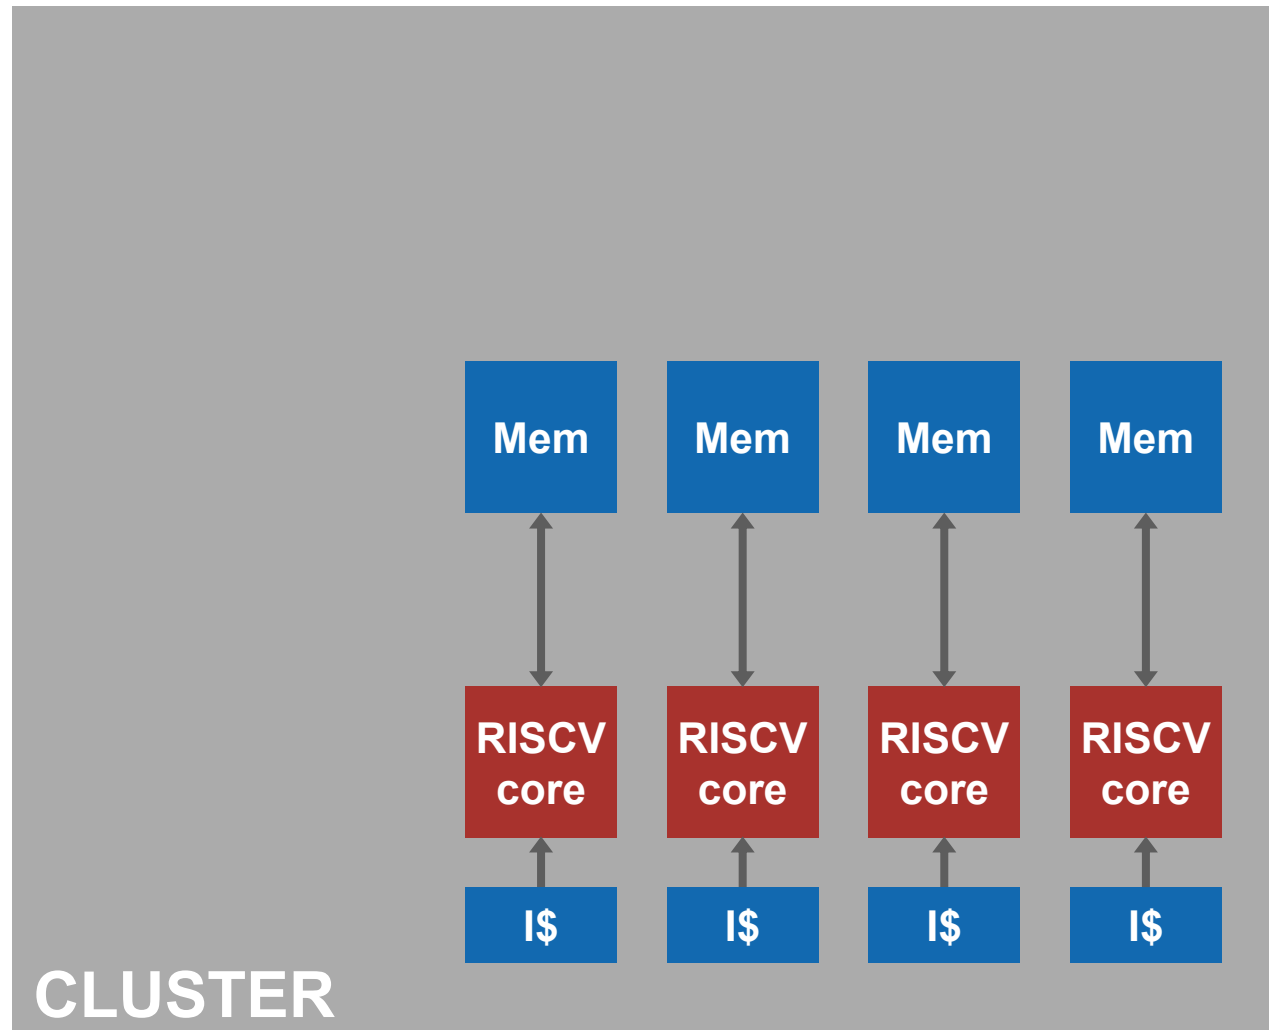 Mem Mem Mem Mem
RISCV RISCV RISCV RISCV
core core core core
I$ I$ I$ I$
CLUSTER